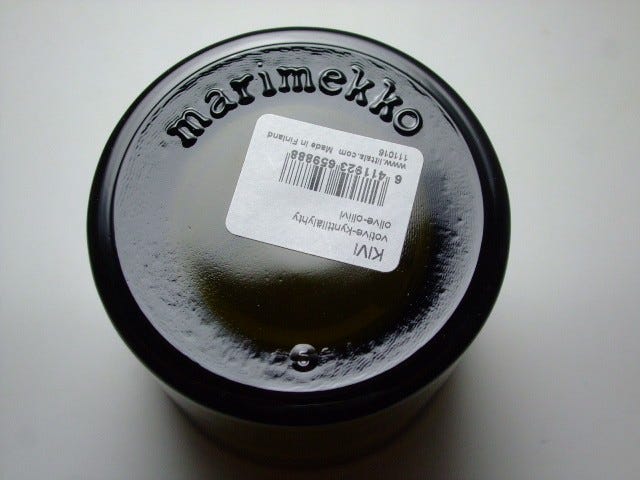 marimekko
KIVI
votive-kynttilälyhty
olive-oliivi
6 411923 659888
www.iittala.com Made in Finland
111016